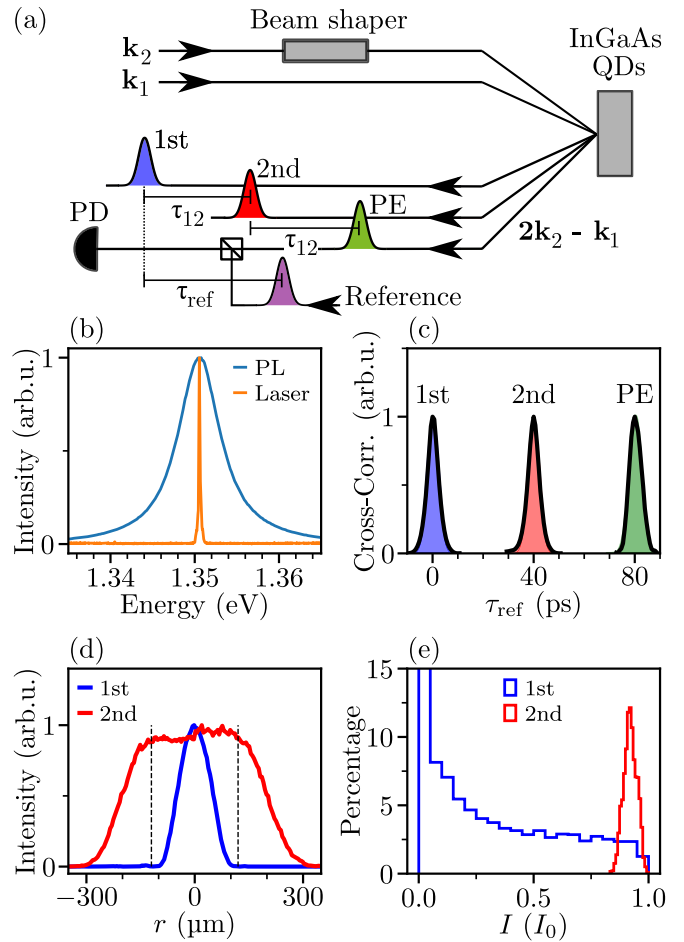 (a)
Beam shaper
InGaAs
QDs
k₂
k₁
1st
2nd
PE
PD
τ₁₂
τ₁₂
2k₂ - k₁
τref
Reference
(b)
PL
Laser
Intensity (arb.u.)
0
1
1.34
1.35
1.36
Energy (eV)
(c)
1st
2nd
PE
Cross-Corr. (arb.u.)
0
1
0
40
80
τref (ps)
(d)
1st
2nd
Intensity (arb.u.)
0
1
−300
0
300
r (µm)
(e)
1st
2nd
Percentage
0
5
10
15
0.0
0.5
1.0
I (I₀)